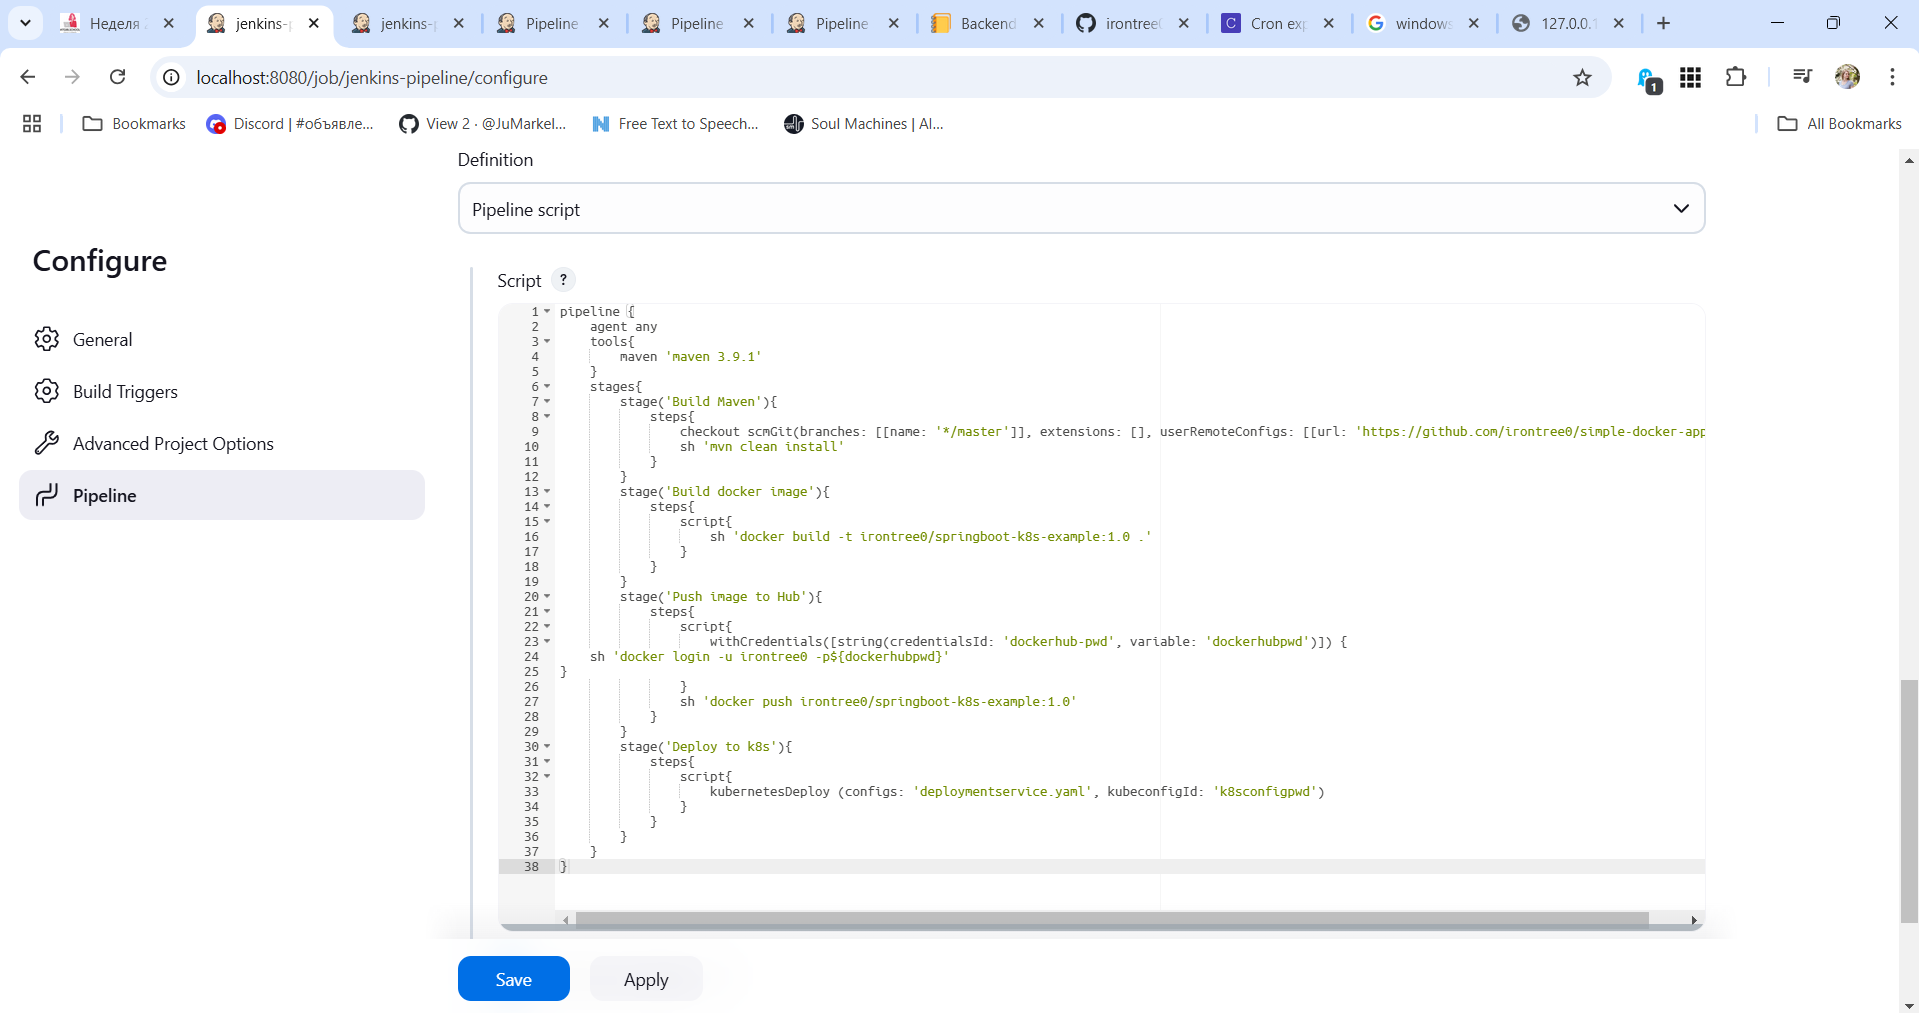 Неделя
jenkins-p
jenkins-p
Pipeline
Pipeline
Pipeline
Backend
irontree0
Cron exp
windows
127.0.0.1
localhost:8080/job/jenkins-pipeline/configure
1
Bookmarks
Discord | #объявле...
View 2 · @JuMarkel...
Free Text to Speech...
Soul Machines | AI...
All Bookmarks
Definition
Pipeline script
Configure
General
Build Triggers
Advanced Project Options
Pipeline
Script ?
1 pipeline {
2 agent any
3 tools{
4 maven 'maven 3.9.1'
5 }
6 stages{
7 stage('Build Maven'){
8 steps{
9 checkout scmGit(branches: [[name: '*/master']], extensions: [], userRemoteConfigs: [[url: 'https://github.com/irontree0/simple-docker-app
10 sh 'mvn clean install'
11 }
12 }
13 stage('Build docker image'){
14 steps{
15 script{
16 sh 'docker build -t irontree0/springboot-k8s-example:1.0 .'
17 }
18 }
19 }
20 stage('Push image to Hub'){
21 steps{
22 script{
23 withCredentials([string(credentialsId: 'dockerhub-pwd', variable: 'dockerhubpwd')]) {
24 sh 'docker login -u irontree0 -p${dockerhubpwd}'
25 }
26 }
27 sh 'docker push irontree0/springboot-k8s-example:1.0'
28 }
29 }
30 stage('Deploy to k8s'){
31 steps{
32 script{
33 kubernetesDeploy (configs: 'deploymentservice.yaml', kubeconfigId: 'k8sconfigpwd')
34 }
35 }
36 }
37 }
38 }
Save
Apply